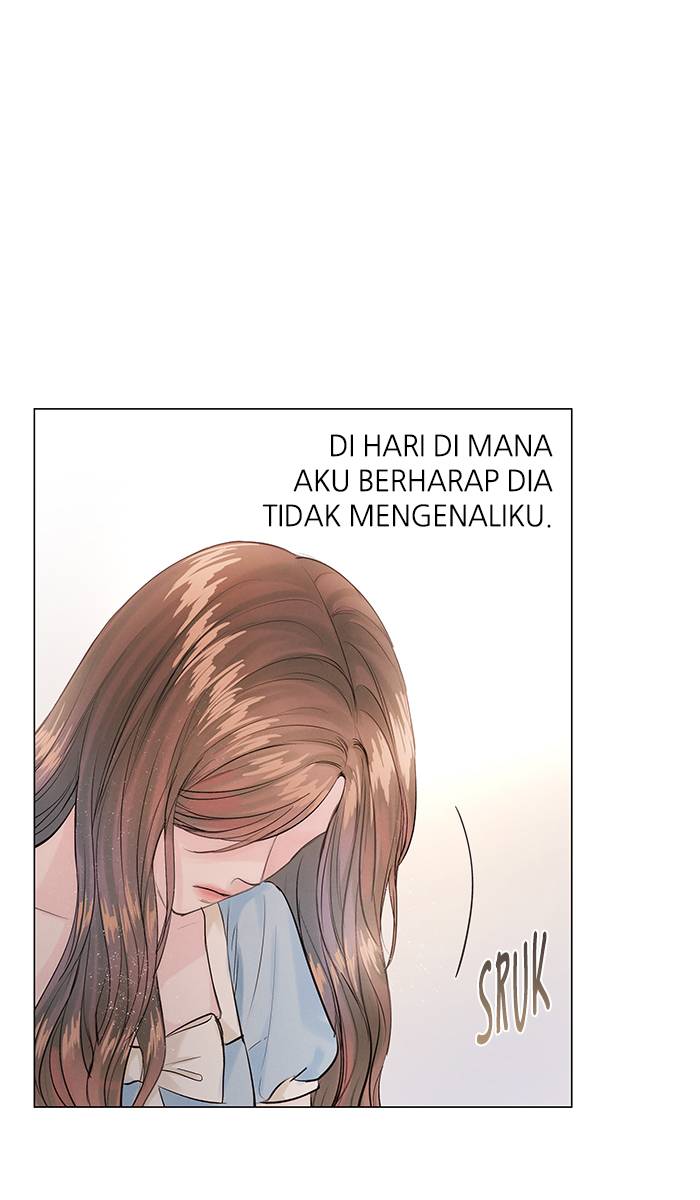 DI HARI DI MANA
AKU BERHARAP DIA
TIDAK MENGENALIKU.
SRUK